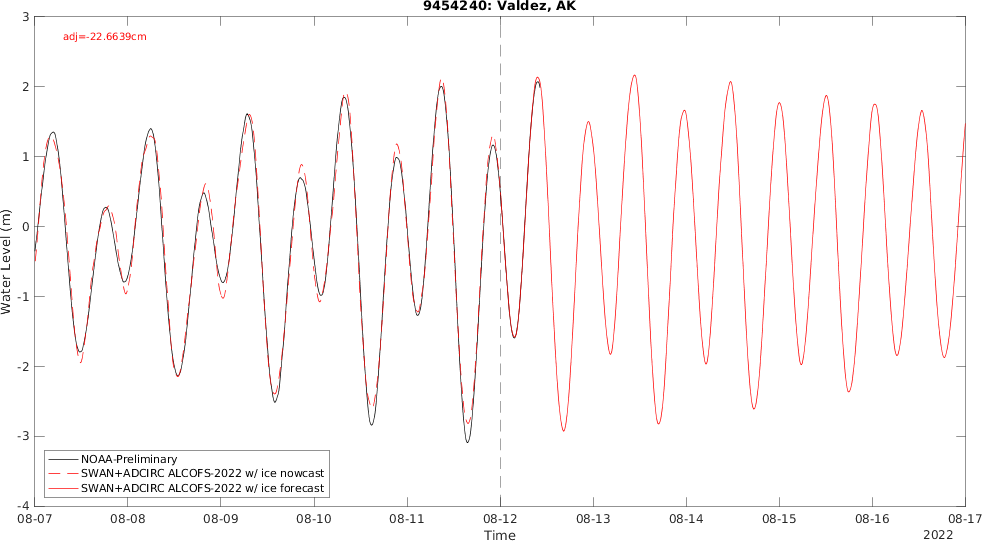 9454240: Valdez, AK
adj=-22.6639cm
3
2
1
0
-1
-2
-3
-4
Water Level (m)
NOAA-Preliminary
SWAN+ADCIRC ALCOFS-2022 w/ ice nowcast
SWAN+ADCIRC ALCOFS-2022 w/ ice forecast
08-07 08-08 08-09 08-10 08-11 08-12 08-13 08-14 08-15 08-16 08-17
Time
2022